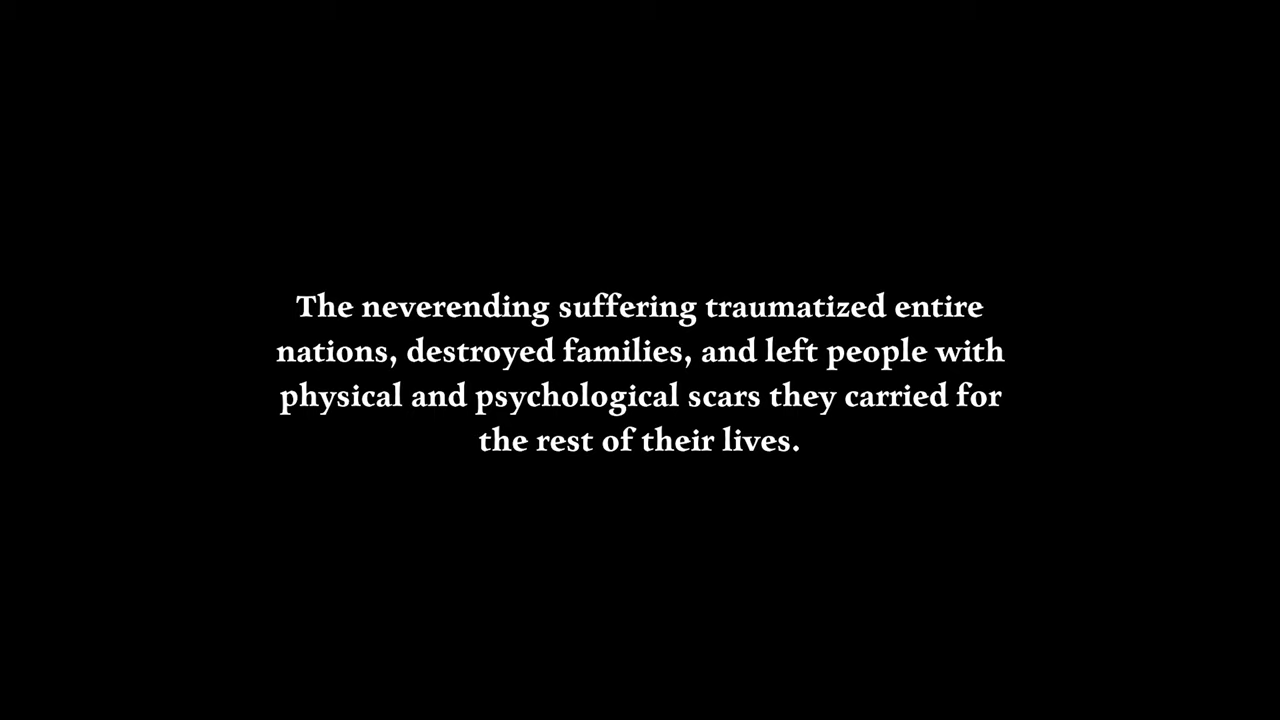 The neverending suffering traumatized entire
nations, destroyed families, and left people with
physical and psychological scars they carried for
the rest of their lives.